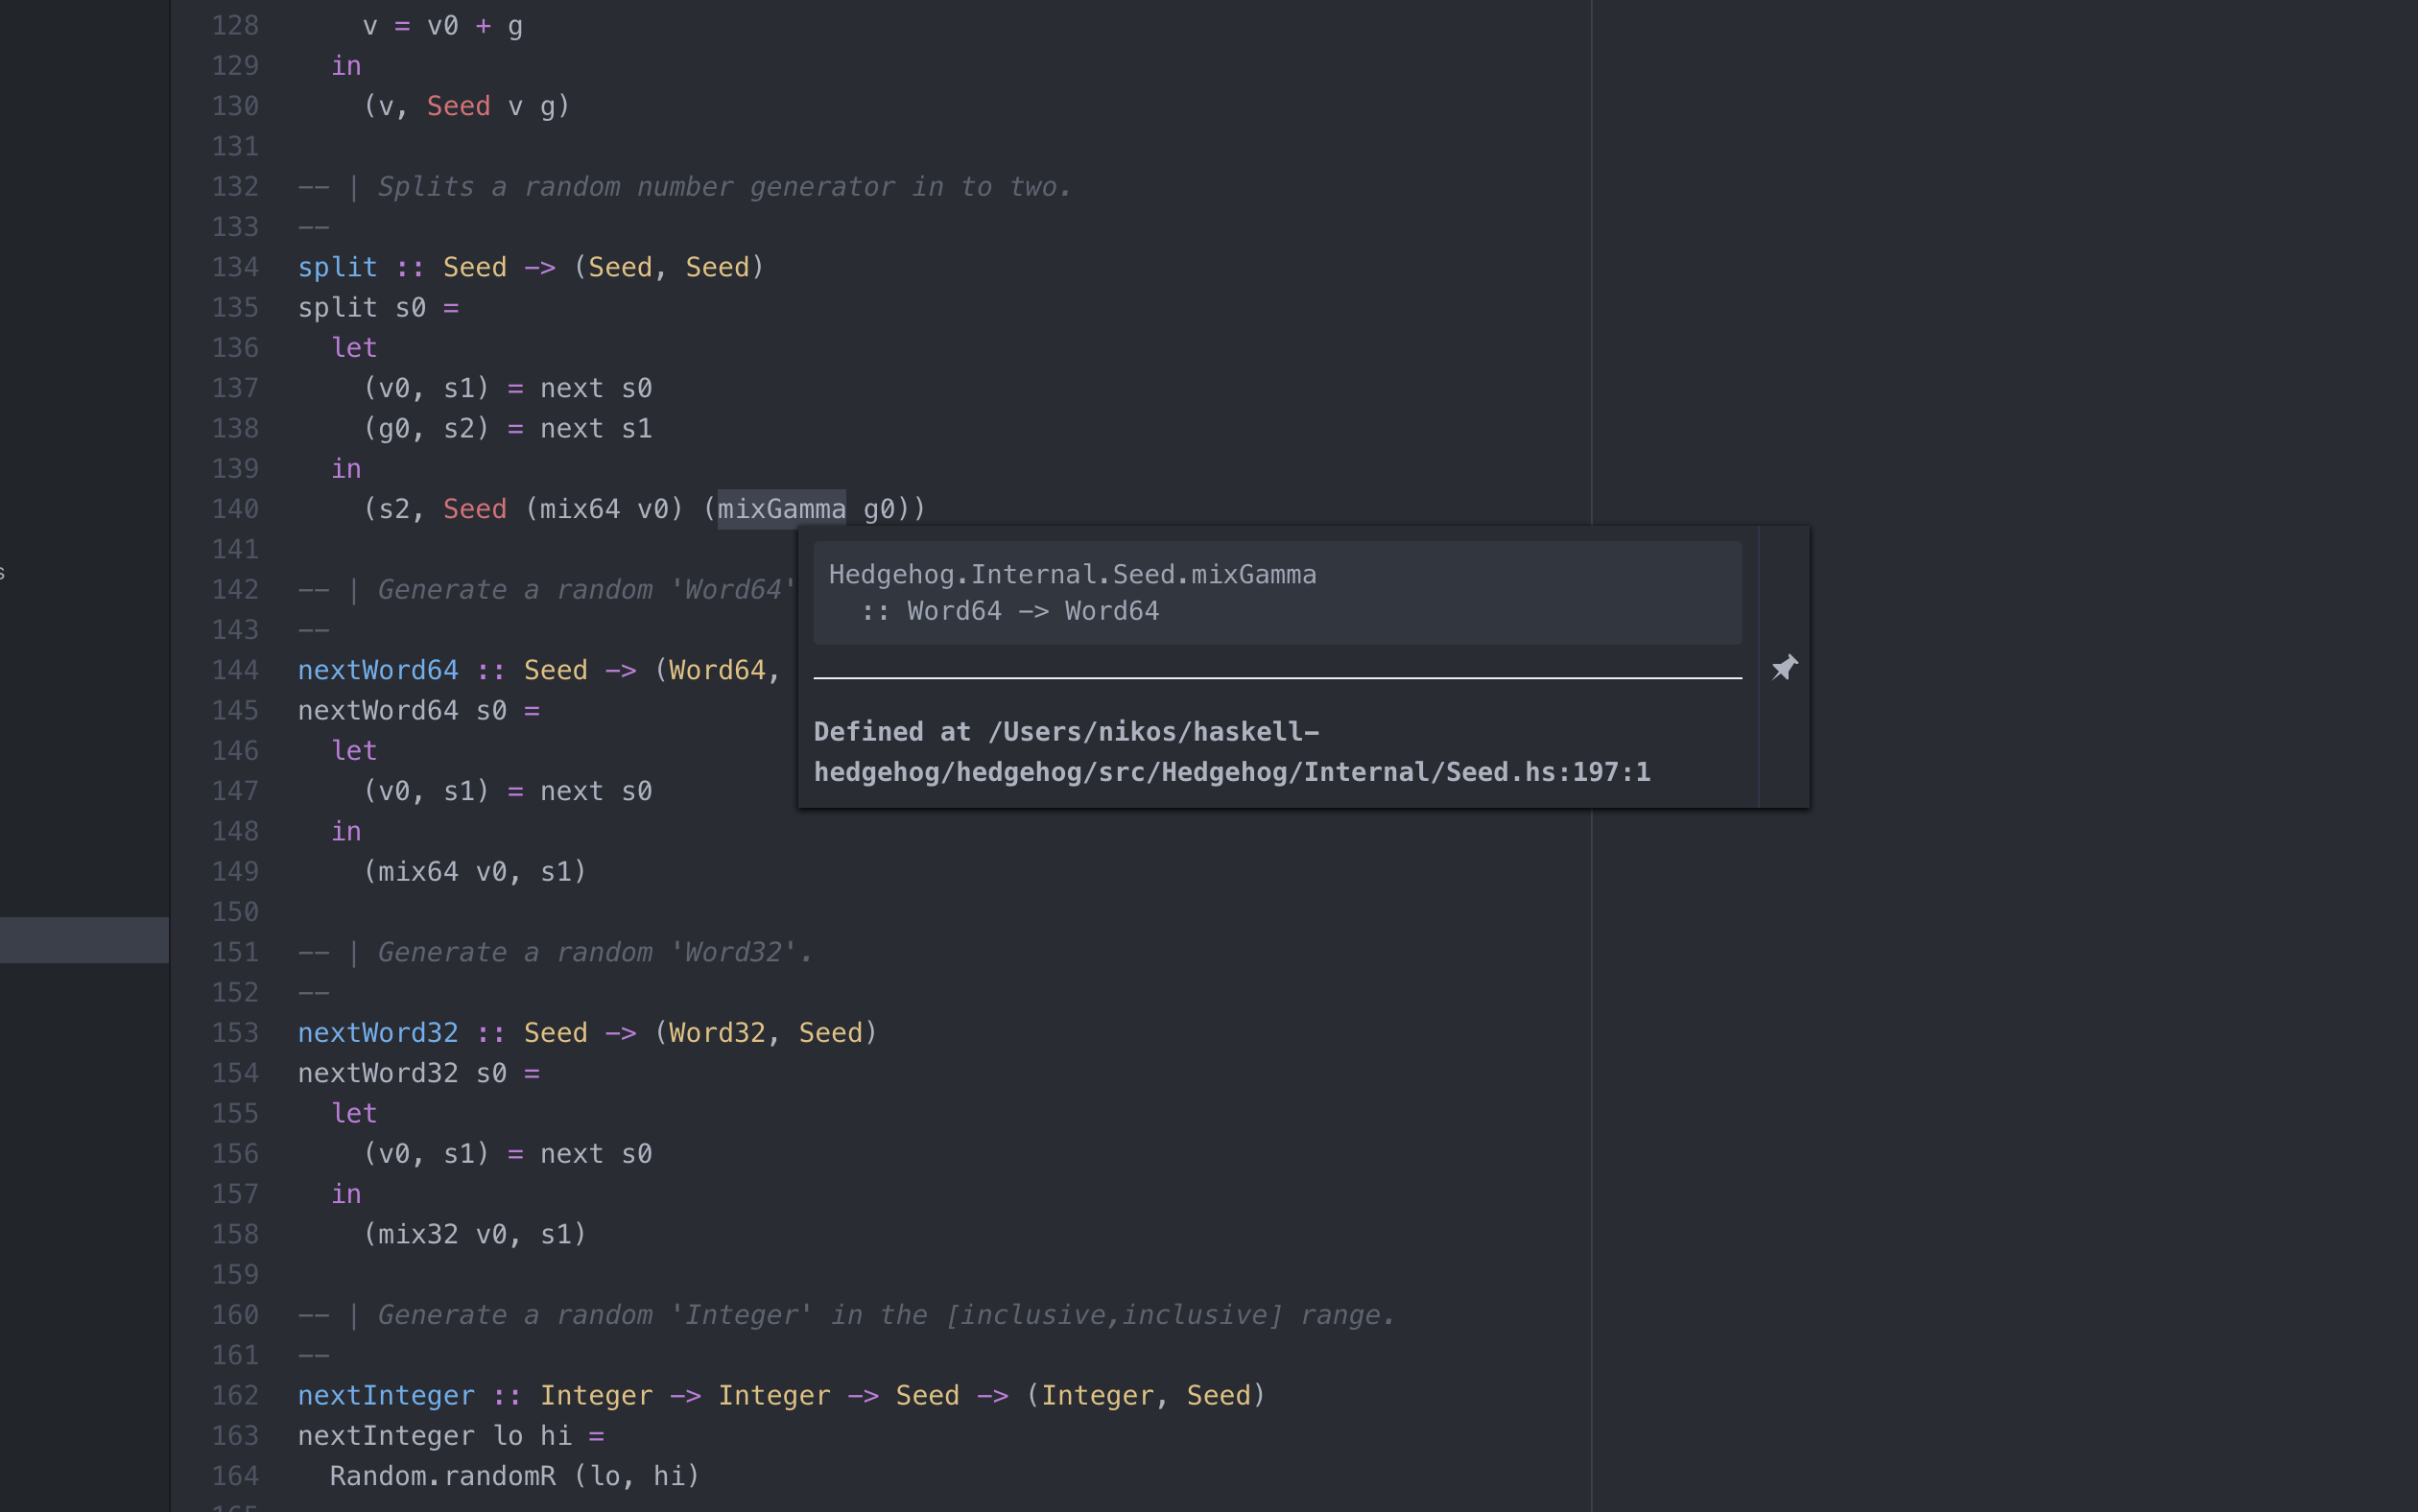 128 v = v0 + g
129 in
130 (v, Seed v g)
131
132 -- | Splits a random number generator in to two.
133 --
134 split :: Seed -> (Seed, Seed)
135 split s0 =
136 let
137 (v0, s1) = next s0
138 (g0, s2) = next s1
139 in
140 (s2, Seed (mix64 v0) (mixGamma g0))
141
Hedgehog.Internal.Seed.mixGamma
:: Word64 -> Word64
Defined at /Users/nikos/haskell-
hedgehog/hedgehog/src/Hedgehog/Internal/Seed.hs:197:1
s
142 -- | Generate a random 'Word64'
143 --
144 nextWord64 :: Seed -> (Word64,
145 nextWord64 s0 =
146 let
147 (v0, s1) = next s0
148 in
149 (mix64 v0, s1)
150
151 -- | Generate a random 'Word32'.
152 --
153 nextWord32 :: Seed -> (Word32, Seed)
154 nextWord32 s0 =
155 let
156 (v0, s1) = next s0
157 in
158 (mix32 v0, s1)
159
160 -- | Generate a random 'Integer' in the [inclusive,inclusive] range.
161 --
162 nextInteger :: Integer -> Integer -> Seed -> (Integer, Seed)
163 nextInteger lo hi =
164 Random.randomR (lo, hi)
165